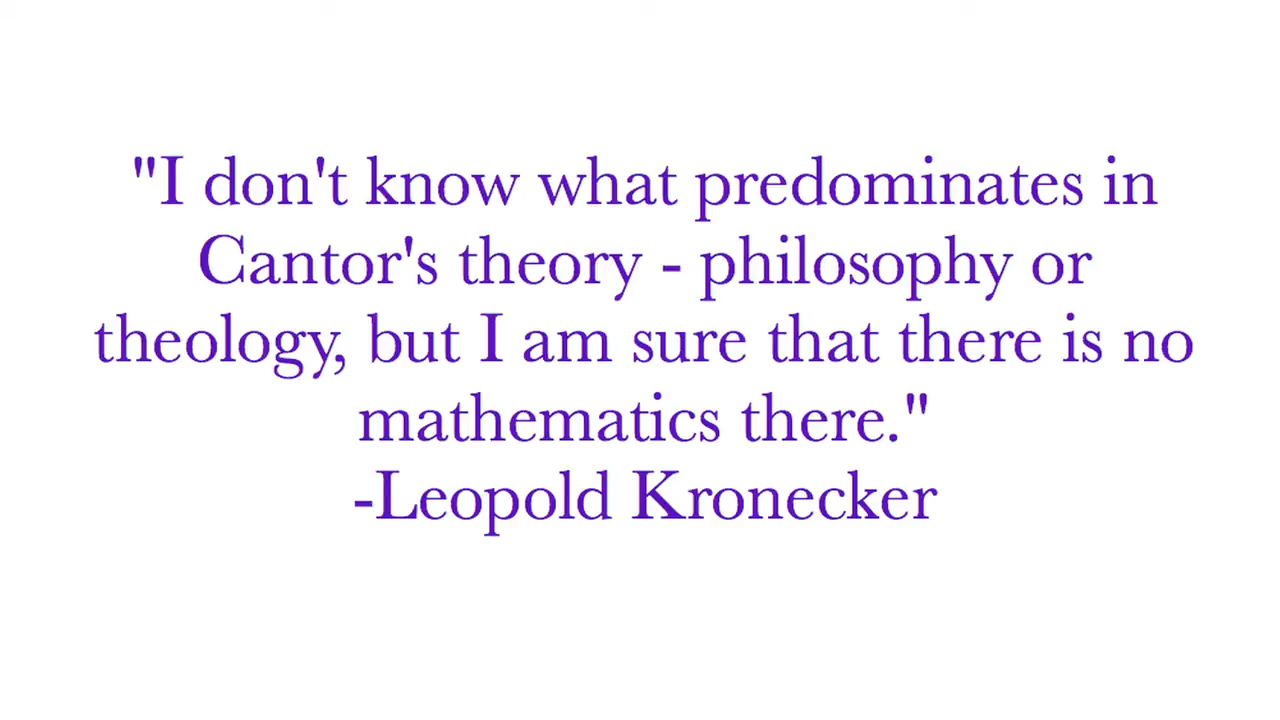 "I don't know what predominates in
Cantor's theory - philosophy or
theology, but I am sure that there is no
mathematics there."
-Leopold Kronecker